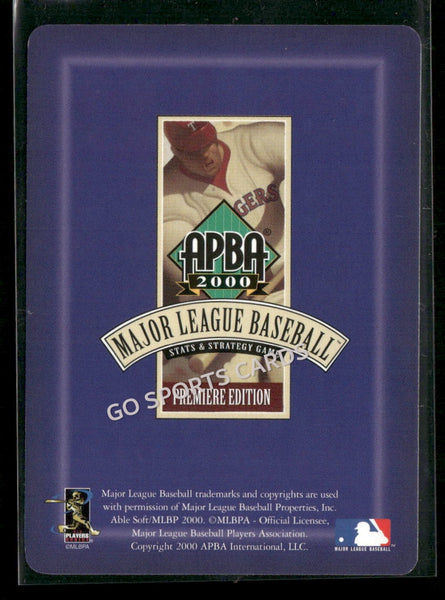 T
GERS
APBA®
2000
MAJOR LEAGUE BASEBALL™
STATS & STRATEGY GAME
GO SPORTS CARDS
PREMIERE EDITION
Major League Baseball trademarks and copyrights are used
with permission of Major League Baseball Properties, Inc.
Able Soft/MLBP 2000. ©MLBPA - Official Licensee,
Major League Baseball Players Association.
Copyright 2000 APBA International, LLC.
PLAYERS
©MLBPA
MAJOR LEAGUE BASEBALL